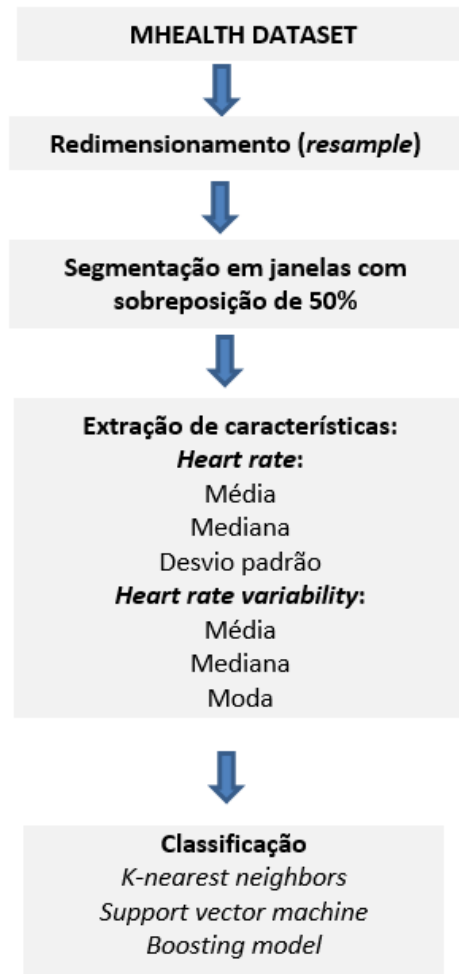 MHEALTH DATASET
Redimensionamento (resample)
Segmentação em janelas com
sobreposição de 50%
Extração de características:
Heart rate:
Média
Mediana
Desvio padrão
Heart rate variability:
Média
Mediana
Moda
Classificação
K-nearest neighbors
Support vector machine
Boosting model